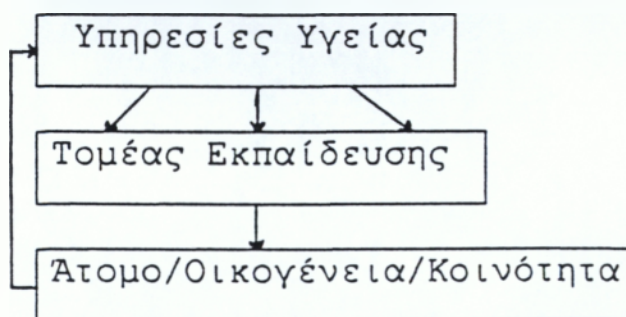 Υπηρεσίες Υγείας
Τομέας Εκπαίδευσης
Άτομο/Οικογένεια/Κοινότητα